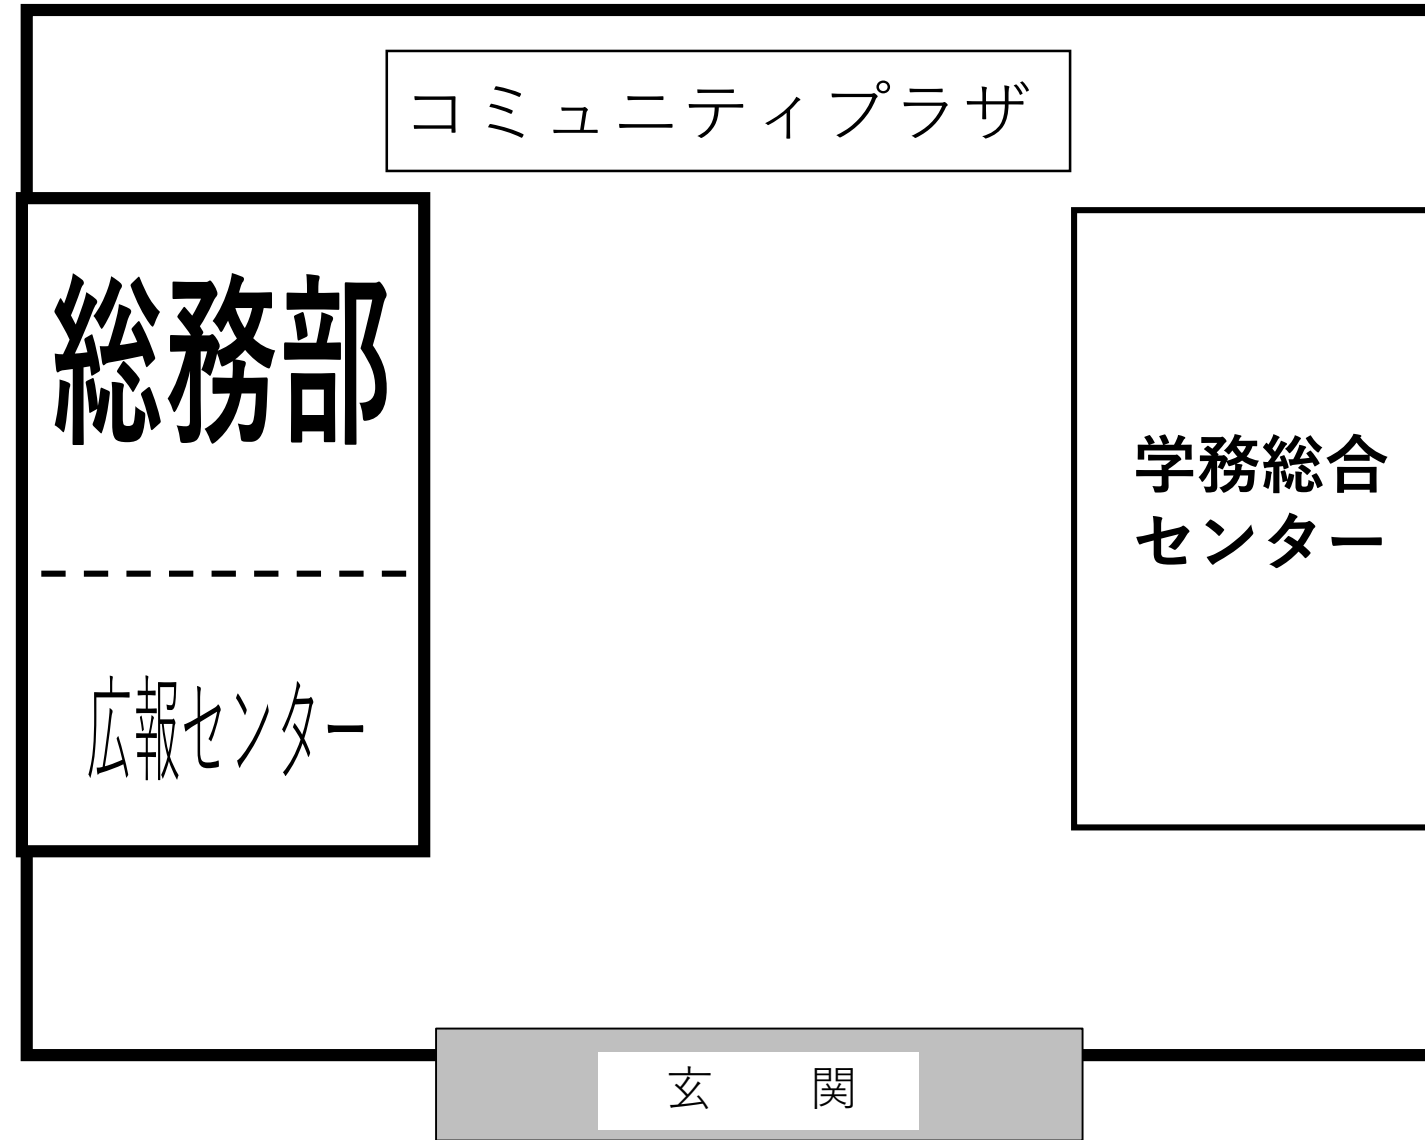 コミュニティプラザ
総務部
広報センター
学務総合
センター
玄　関